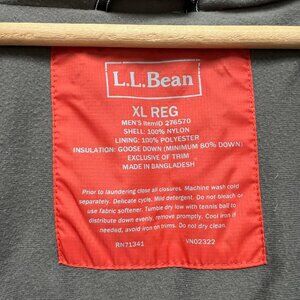 L.L.Bean
XL REG
MEN'S ItemID 276570
SHELL: 100% NYLON
LINING: 100% POLYESTER
INSULATION: GOOSE DOWN (MINIMUM 80% DOWN)
EXCLUSIVE OF TRIM
MADE IN BANGLADESH
Prior to laundering close all closures. Machine wash cold
separately. Delicate cycle. Mild detergent. Do not bleach or
use fabric softener. Tumble dry low with tennis ball to
distribute down evenly, remove promptly. Cool iron if
needed, avoid iron on trims. Do not dry clean.
RN71341 VN02322